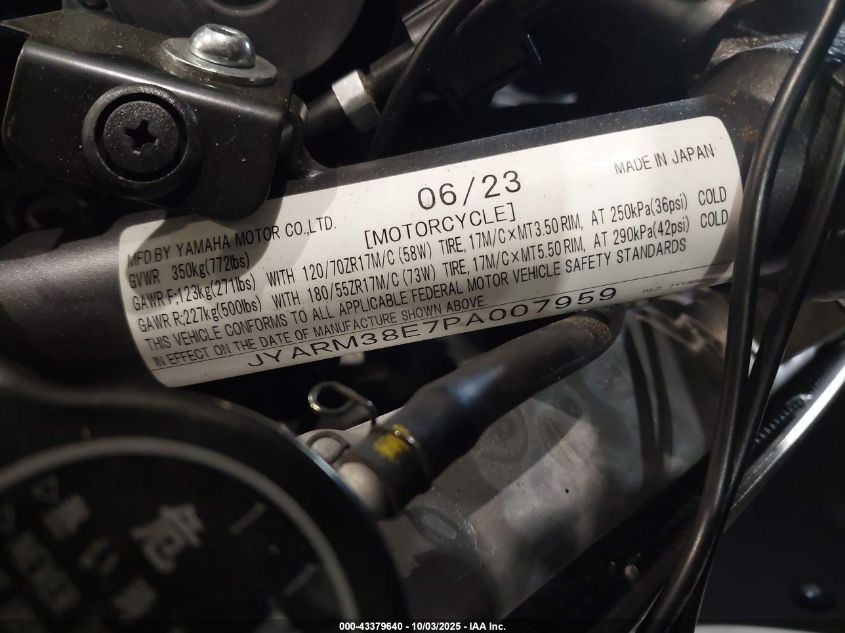 06/23
MADE IN JAPAN
MFD.BY YAMAHA MOTOR CO.,LTD.
[MOTORCYCLE]
GVWR 350kg(772lbs)
GAWR F;123kg(271lbs) WITH 120/70ZR17M/C (58W) TIRE, 17M/C×MT3.50 RIM, AT 250kPa(36psi) COLD
GAWR R;227kg(500lbs) WITH 180/55ZR17M/C (73W) TIRE, 17M/C×MT5.50 RIM, AT 290kPa(42psi) COLD
THIS VEHICLE CONFORMS TO ALL APPLICABLE FEDERAL MOTOR VEHICLE SAFETY STANDARDS
IN EFFECT ON THE DATE OF MANUFACTURE SHOWN ABOVE.
JYARM38E7PA007959
危
000-43379640 - 10/03/2025 - IAA Inc.